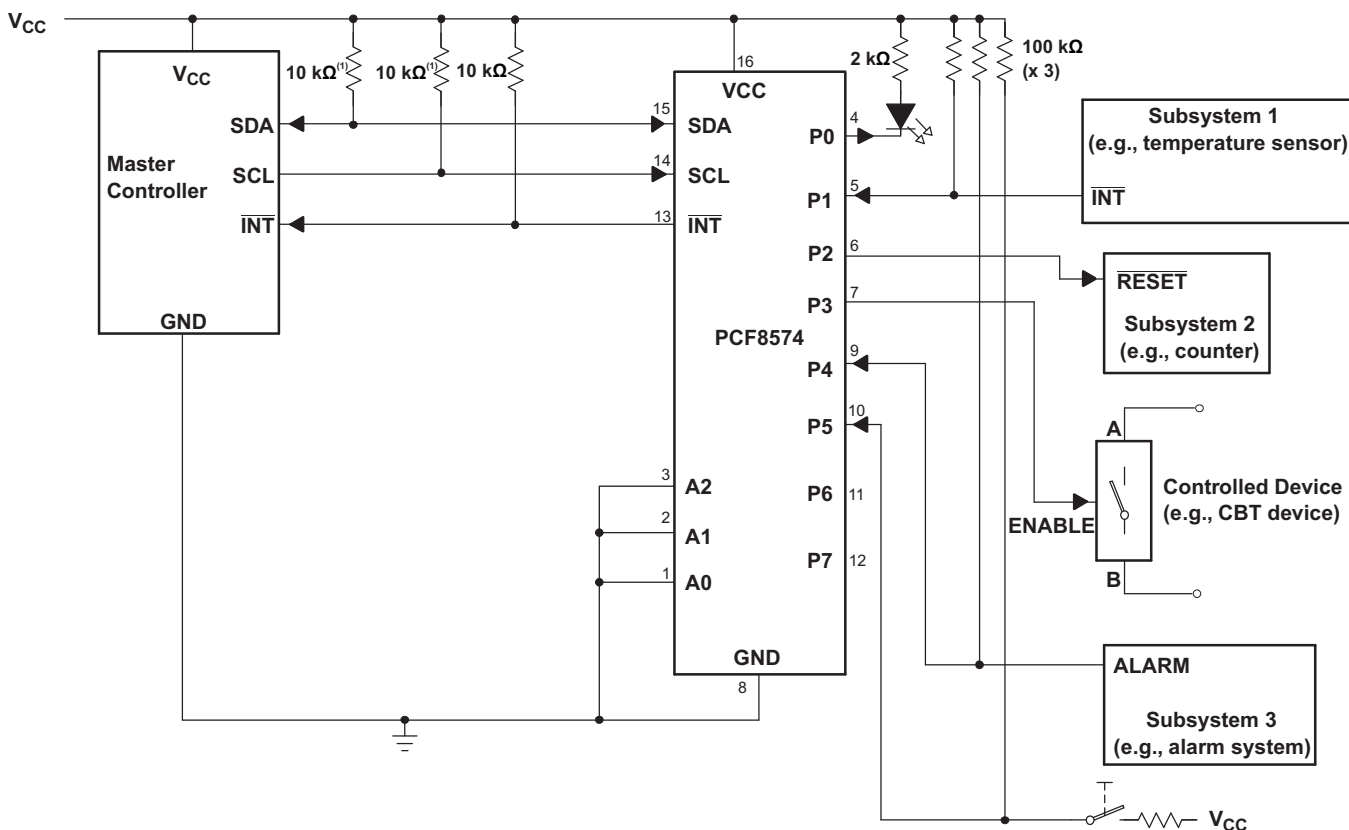 V_CC
V_CC
10 kΩ(1)
10 kΩ(1)
10 kΩ
2 kΩ
100 kΩ
(x 3)
Master
Controller
SDA
SCL
INT
GND
16
VCC
15
SDA
14
SCL
13
INT
PCF8574
3
A2
2
A1
1
A0
GND
8
P0
4
P1
5
P2
6
P3
7
P4
9
P5
10
P6
11
P7
12
Subsystem 1
(e.g., temperature sensor)
INT
RESET
Subsystem 2
(e.g., counter)
A
ENABLE
B
Controlled Device
(e.g., CBT device)
ALARM
Subsystem 3
(e.g., alarm system)
V_CC